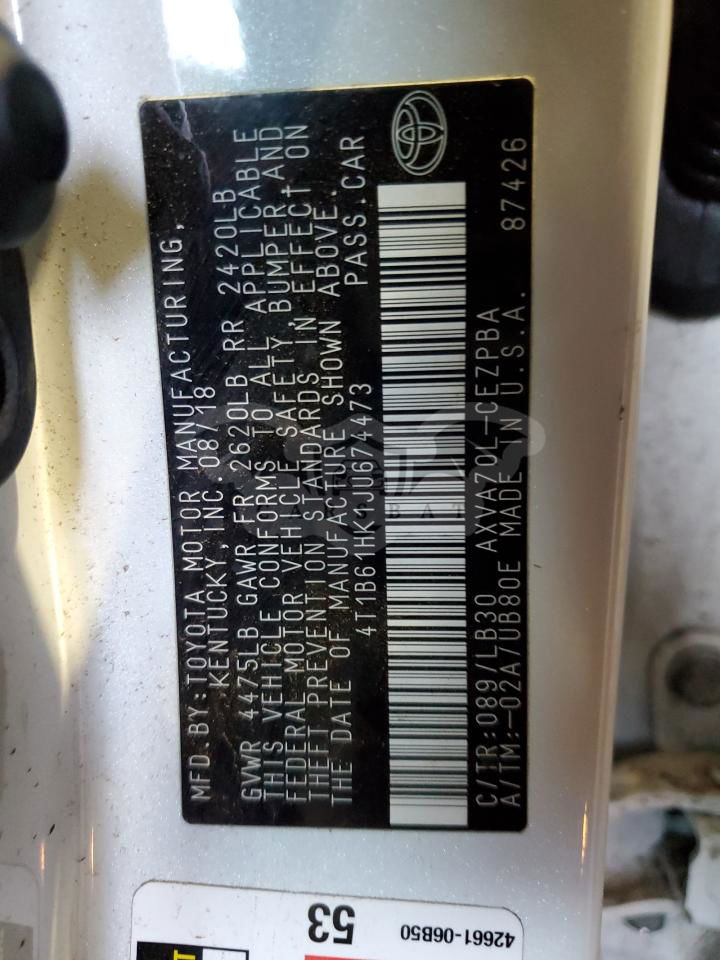 MFD.BY:TOYOTA MOTOR MANUFACTURING,
KENTUCKY, INC. 08/18
GVWR 4475LB GAWR FR 2620LB RR 2420LB
THIS VEHICLE CONFORMS TO ALL APPLICABLE
FEDERAL MOTOR VEHICLE SAFETY, BUMPER, AND
THEFT PREVENTION STANDARDS IN EFFECT ON
THE DATE OF MANUFACTURE SHOWN ABOVE.
PASS.CAR
C/TR:089/LB30 AXVA70L-CEZPBA
A/TM:-02A/UB80E MADE IN U.S.A. 87426
53
42661-06B50